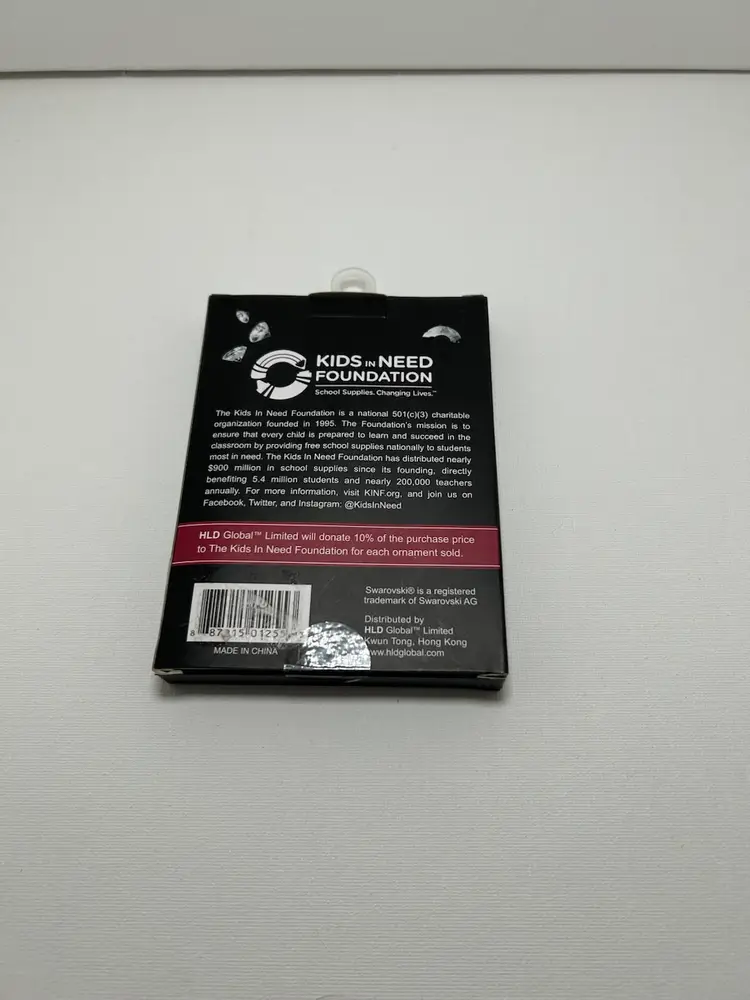 KIDS IN NEED
FOUNDATION
School Supplies. Changing Lives.™
The Kids In Need Foundation is a national 501(c)(3) charitable
organization founded in 1995. The Foundation's mission is to
ensure that every child is prepared to learn and succeed in the
classroom by providing free school supplies nationally to students
most in need. The Kids In Need Foundation has distributed nearly
$900 million in school supplies since its founding, directly
benefiting 5.4 million students and nearly 200,000 teachers
annually. For more information, visit KINF.org, and join us on
Facebook, Twitter, and Instagram: @KidsInNeed
HLD Global™ Limited will donate 10% of the purchase price
to The Kids In Need Foundation for each ornament sold.
Swarovski® is a registered
trademark of Swarovski AG
Distributed by
HLD Global™ Limited
Kwun Tong, Hong Kong
www.hldglobal.com
8
MADE IN CHINA